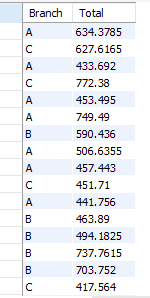 Branch Total
A 634.3785
C 627.6165
A 433.692
C 772.38
A 453.495
A 749.49
B 590.436
A 506.6355
A 457.443
C 451.71
A 441.756
B 463.89
B 494.1825
B 737.7615
B 703.752
C 417.564